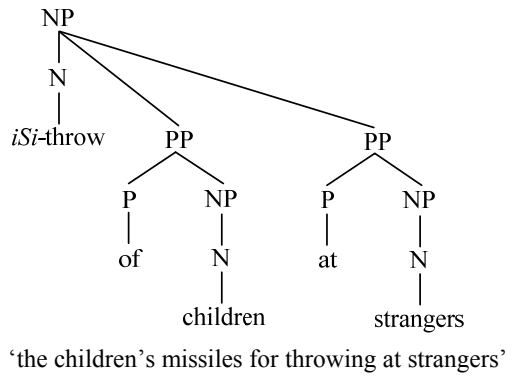 NP
N
iSi-throw
PP
PP
P
NP
P
NP
of
N
at
N
children
strangers
‘the children’s missiles for throwing at strangers’